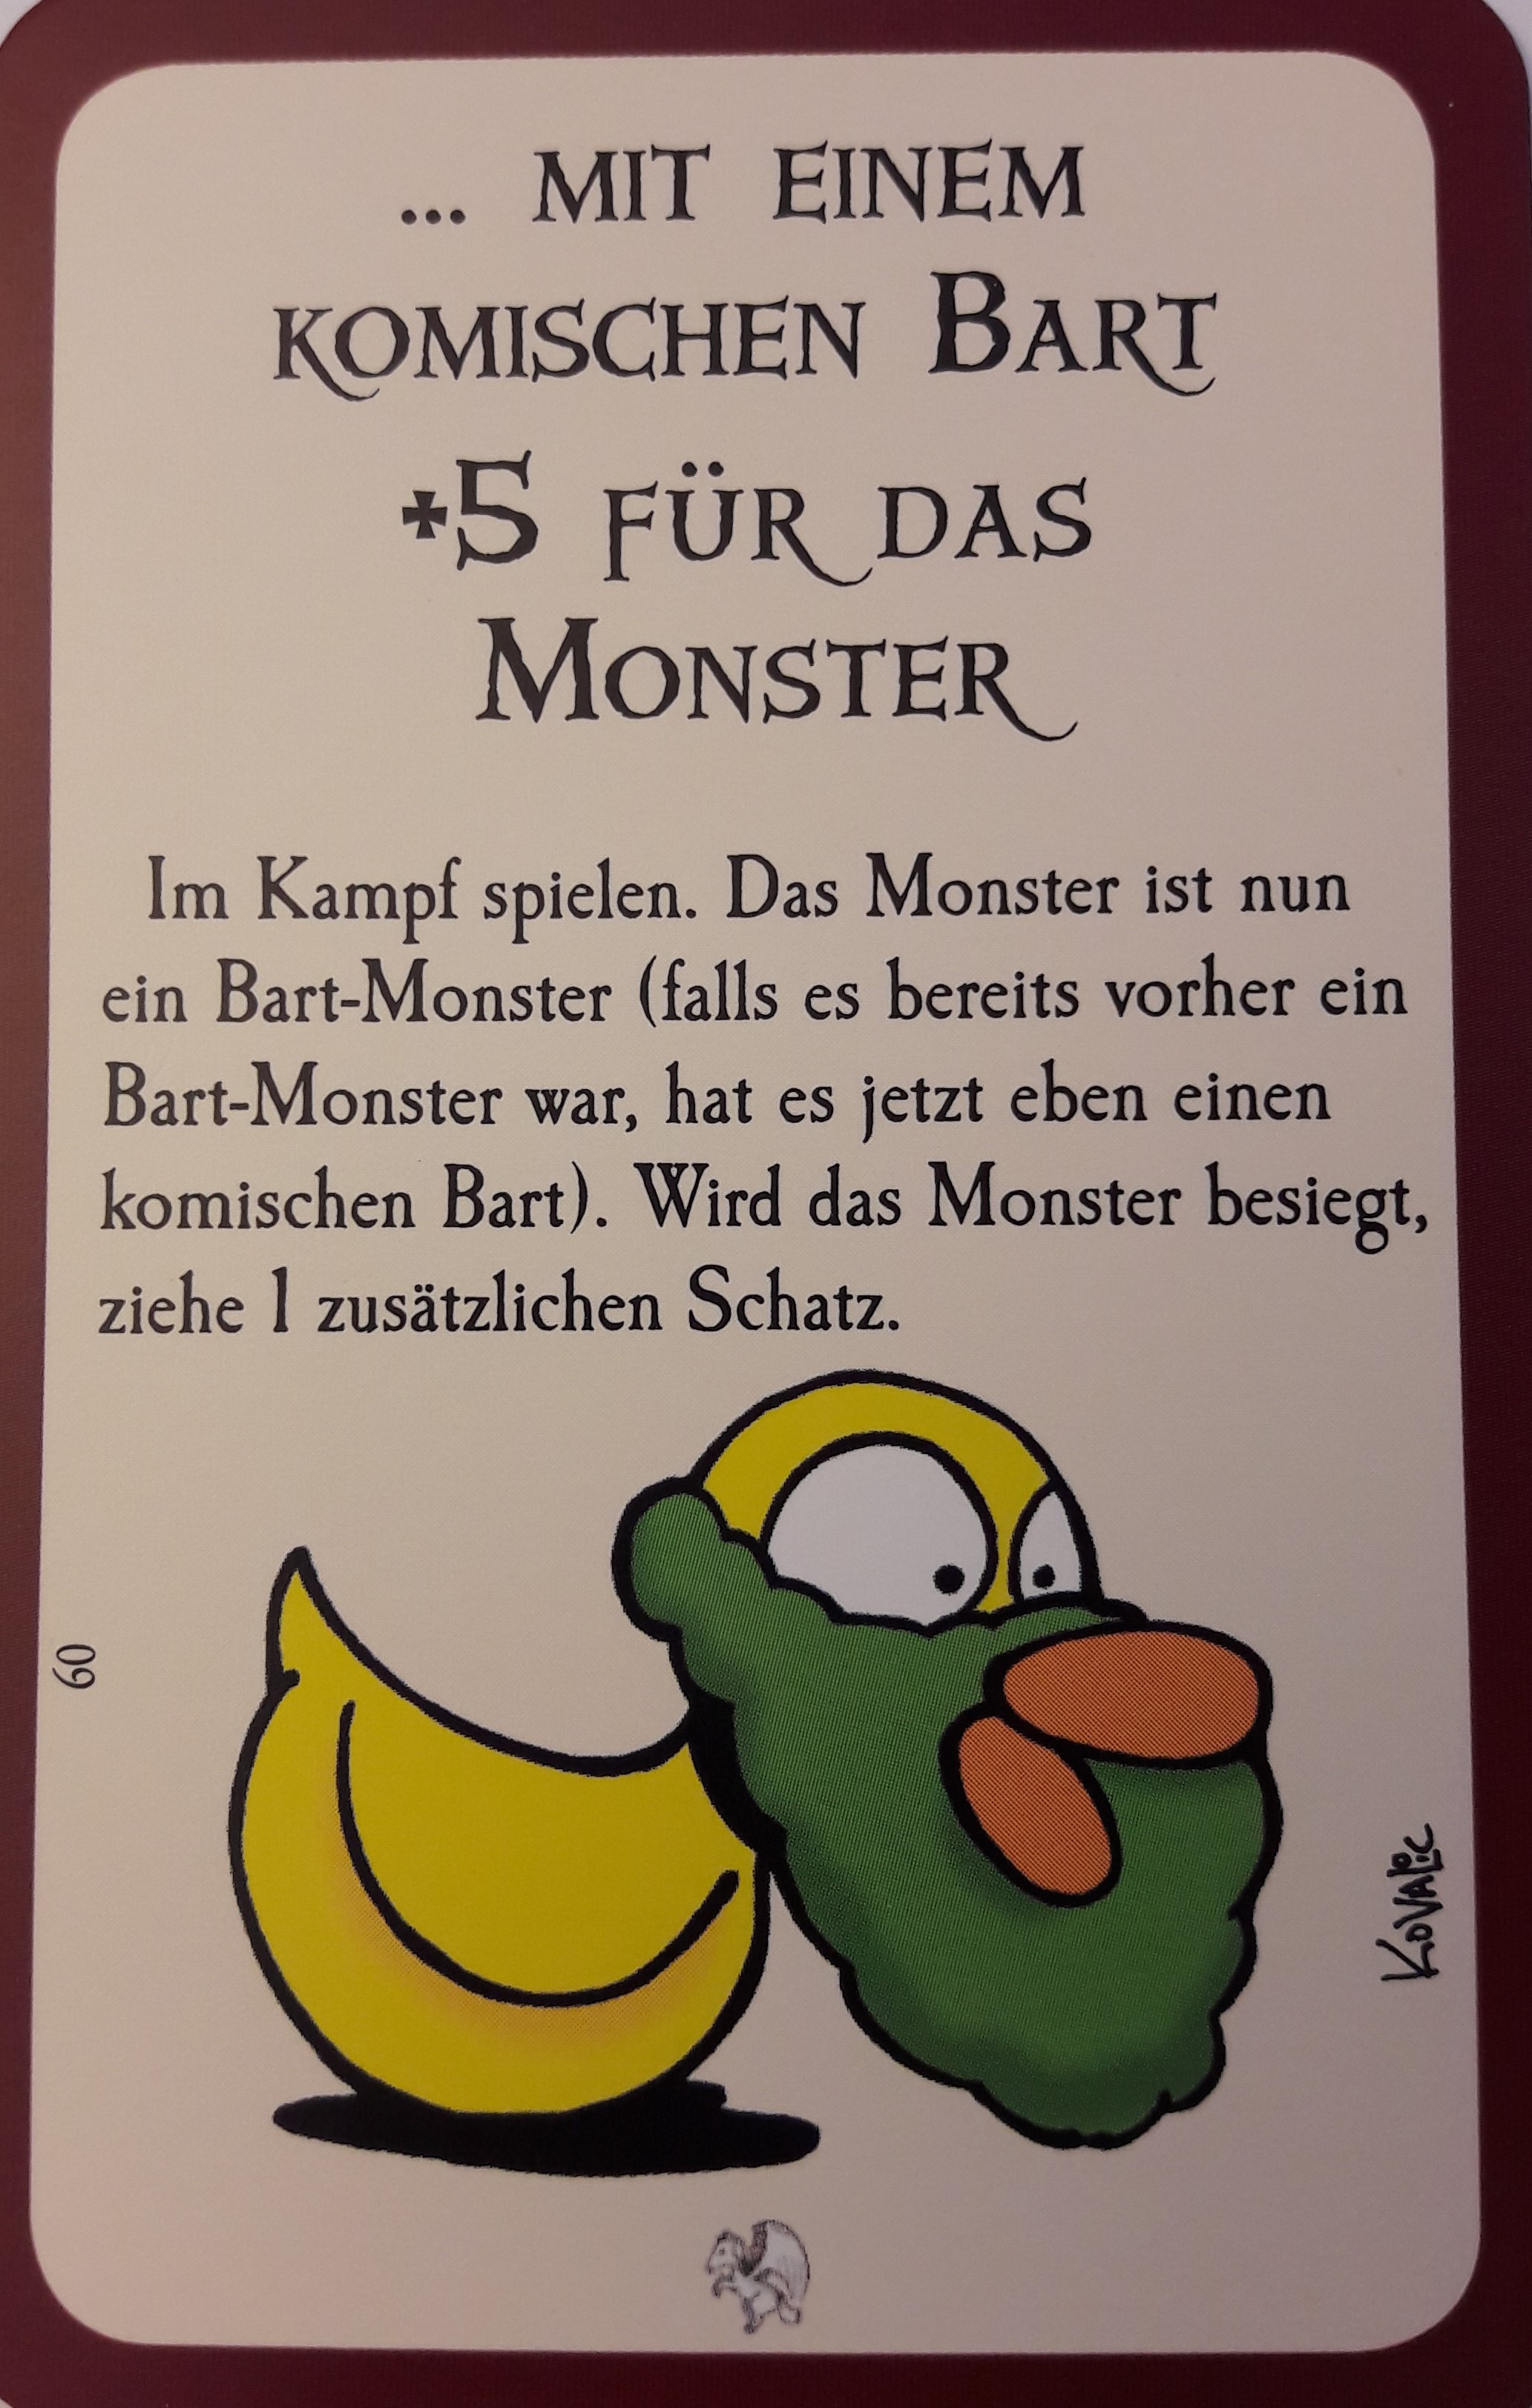 ... MIT EINEM
KOMISCHEN BART
+5 FÜR DAS
MONSTER
Im Kampf spielen. Das Monster ist nun
ein Bart-Monster (falls es bereits vorher ein
Bart-Monster war, hat es jetzt eben einen
komischen Bart). Wird das Monster besiegt,
ziehe 1 zusätzlichen Schatz.
60
KOVALIC